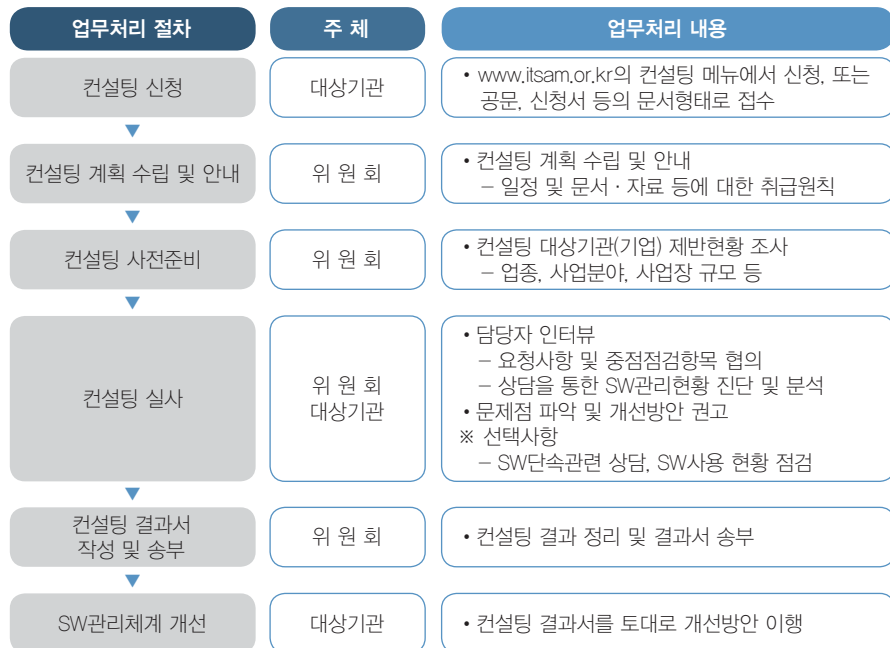 업무처리 절차
주 체
업무처리 내용
컨설팅 신청
대상기관
• www.itsam.or.kr의 컨설팅 메뉴에서 신청, 또는
공문, 신청서 등의 문서형태로 접수
▼
컨설팅 계획 수립 및 안내
위 원 회
• 컨설팅 계획 수립 및 안내
– 일정 및 문서 · 자료 등에 대한 취급원칙
▼
컨설팅 사전준비
위 원 회
• 컨설팅 대상기관(기업) 제반현황 조사
– 업종, 사업분야, 사업장 규모 등
▼
컨설팅 실사
위 원 회
대상기관
• 담당자 인터뷰
– 요청사항 및 중점점검항목 협의
– 상담을 통한 SW관리현황 진단 및 분석
• 문제점 파악 및 개선방안 권고
※ 선택사항
– SW단속관련 상담, SW사용 현황 점검
▼
컨설팅 결과서
작성 및 송부
위 원 회
• 컨설팅 결과 정리 및 결과서 송부
▼
SW관리체계 개선
대상기관
• 컨설팅 결과서를 토대로 개선방안 이행